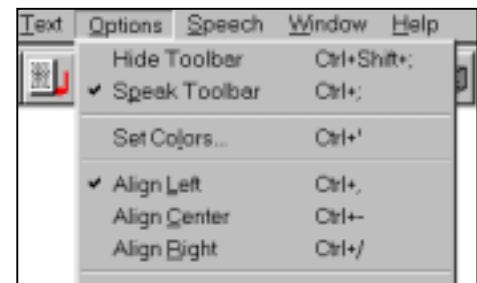 Text Options Speech Window Help
Hide Toolbar Ctrl+Shift+;
Speak Toolbar Ctrl+;
Set Colors... Ctrl+'
Align Left Ctrl+,
Align Center Ctrl+-
Align Right Ctrl+/